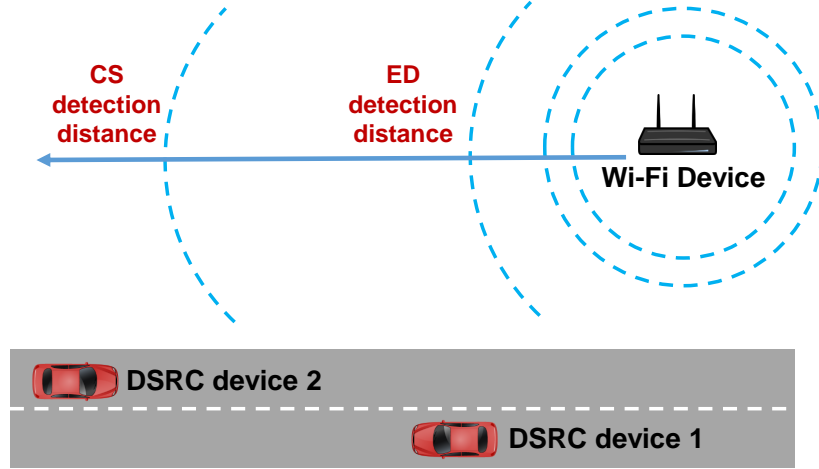 CS
detection
distance
ED
detection
distance
Wi-Fi Device
DSRC device 2
DSRC device 1